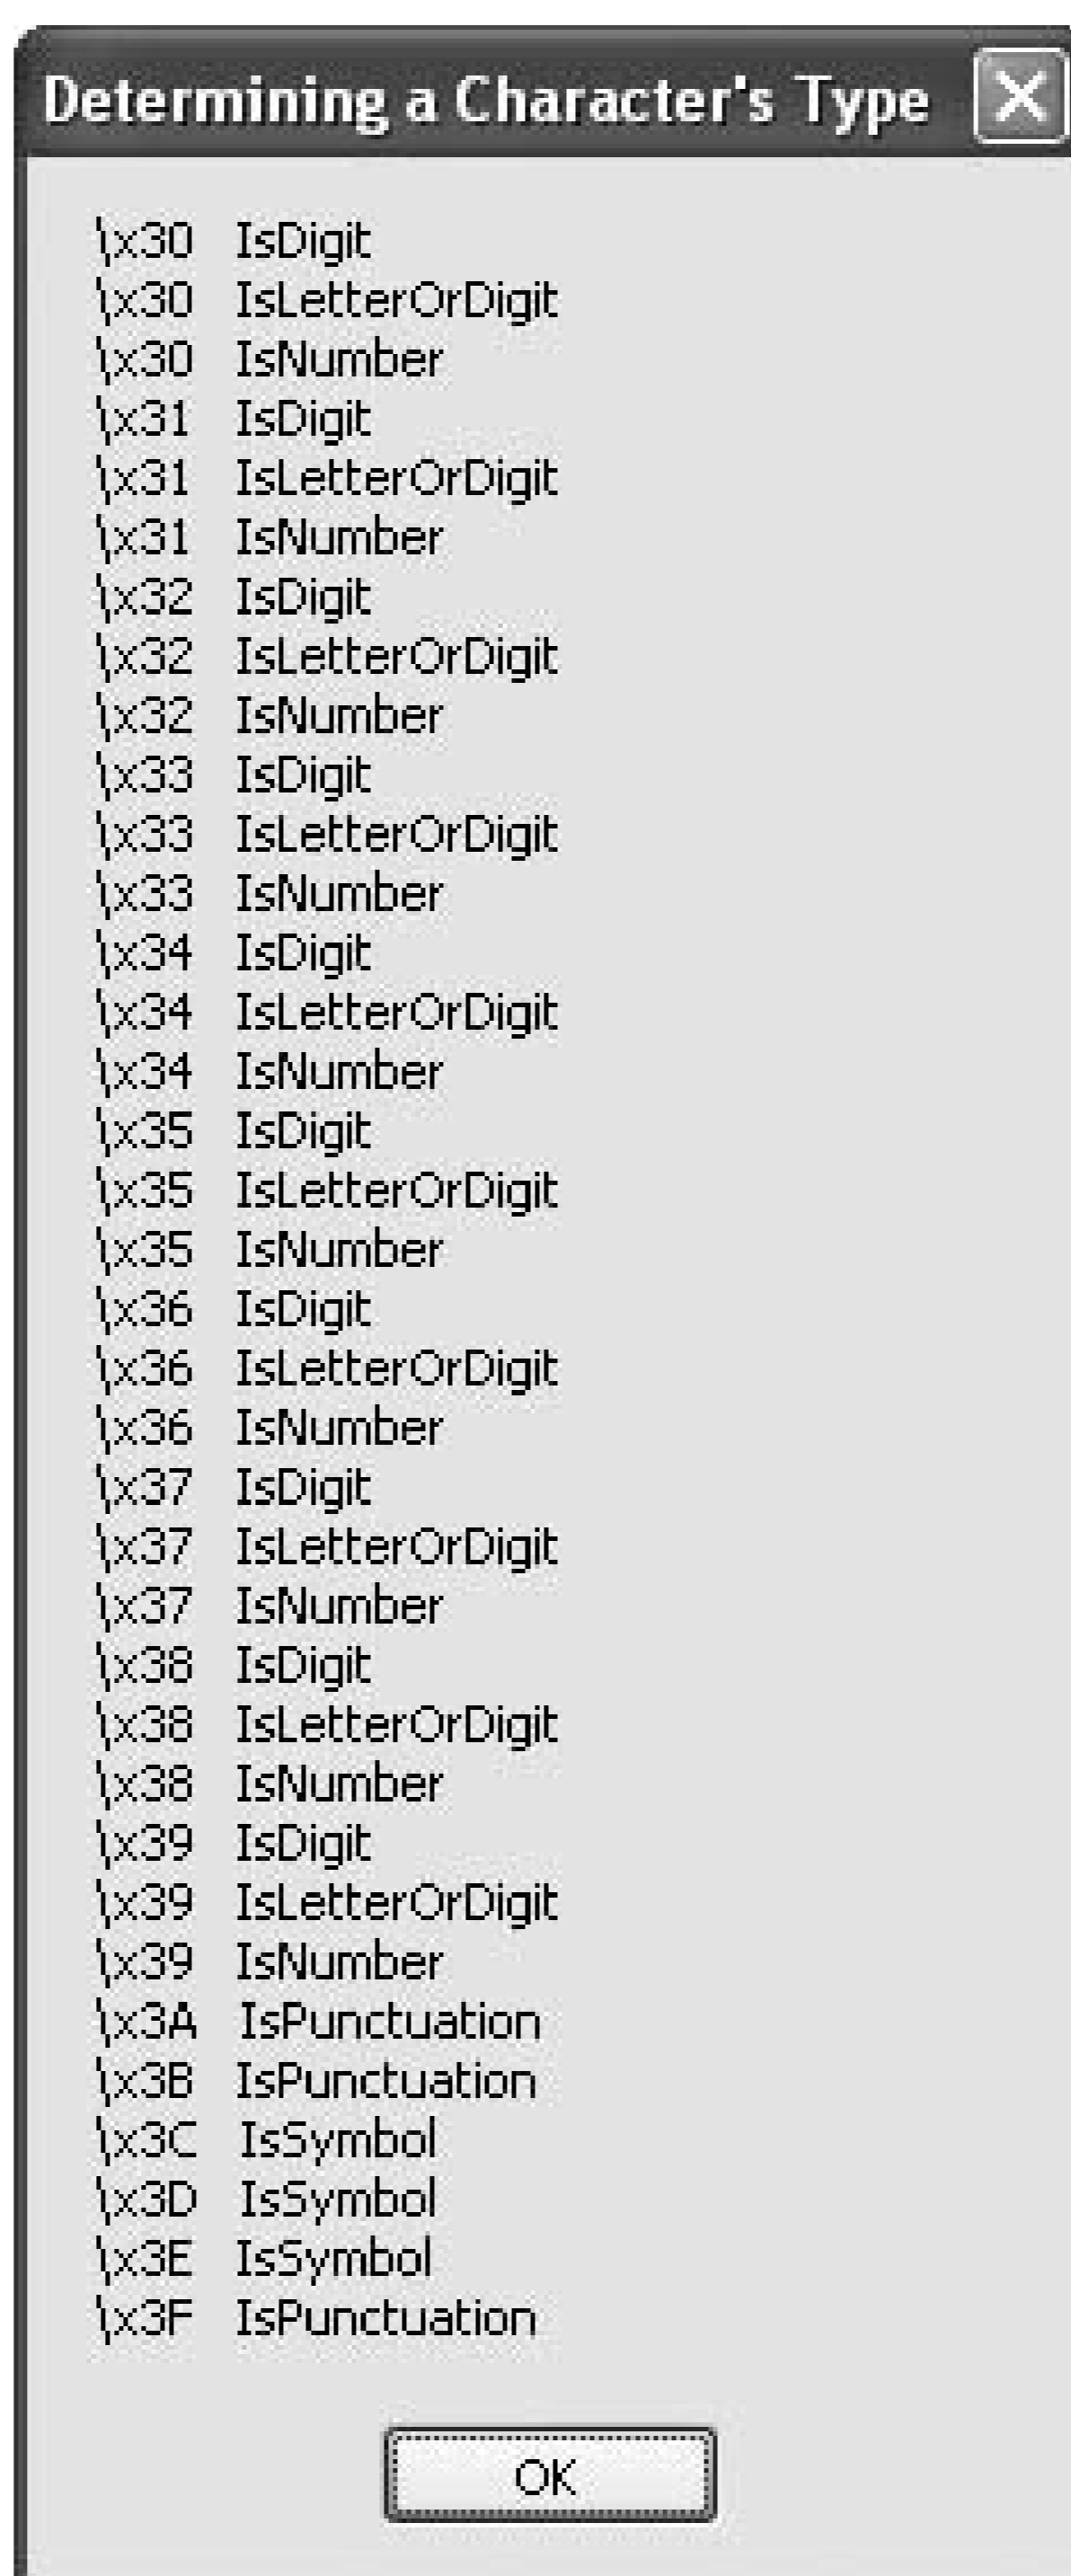 Determining a Character's Type
\x30 IsDigit
\x30 IsLetterOrDigit
\x30 IsNumber
\x31 IsDigit
\x31 IsLetterOrDigit
\x31 IsNumber
\x32 IsDigit
\x32 IsLetterOrDigit
\x32 IsNumber
\x33 IsDigit
\x33 IsLetterOrDigit
\x33 IsNumber
\x34 IsDigit
\x34 IsLetterOrDigit
\x34 IsNumber
\x35 IsDigit
\x35 IsLetterOrDigit
\x35 IsNumber
\x36 IsDigit
\x36 IsLetterOrDigit
\x36 IsNumber
\x37 IsDigit
\x37 IsLetterOrDigit
\x37 IsNumber
\x38 IsDigit
\x38 IsLetterOrDigit
\x38 IsNumber
\x39 IsDigit
\x39 IsLetterOrDigit
\x39 IsNumber
\x3A IsPunctuation
\x3B IsPunctuation
\x3C IsSymbol
\x3D IsSymbol
\x3E IsSymbol
\x3F IsPunctuation
OK